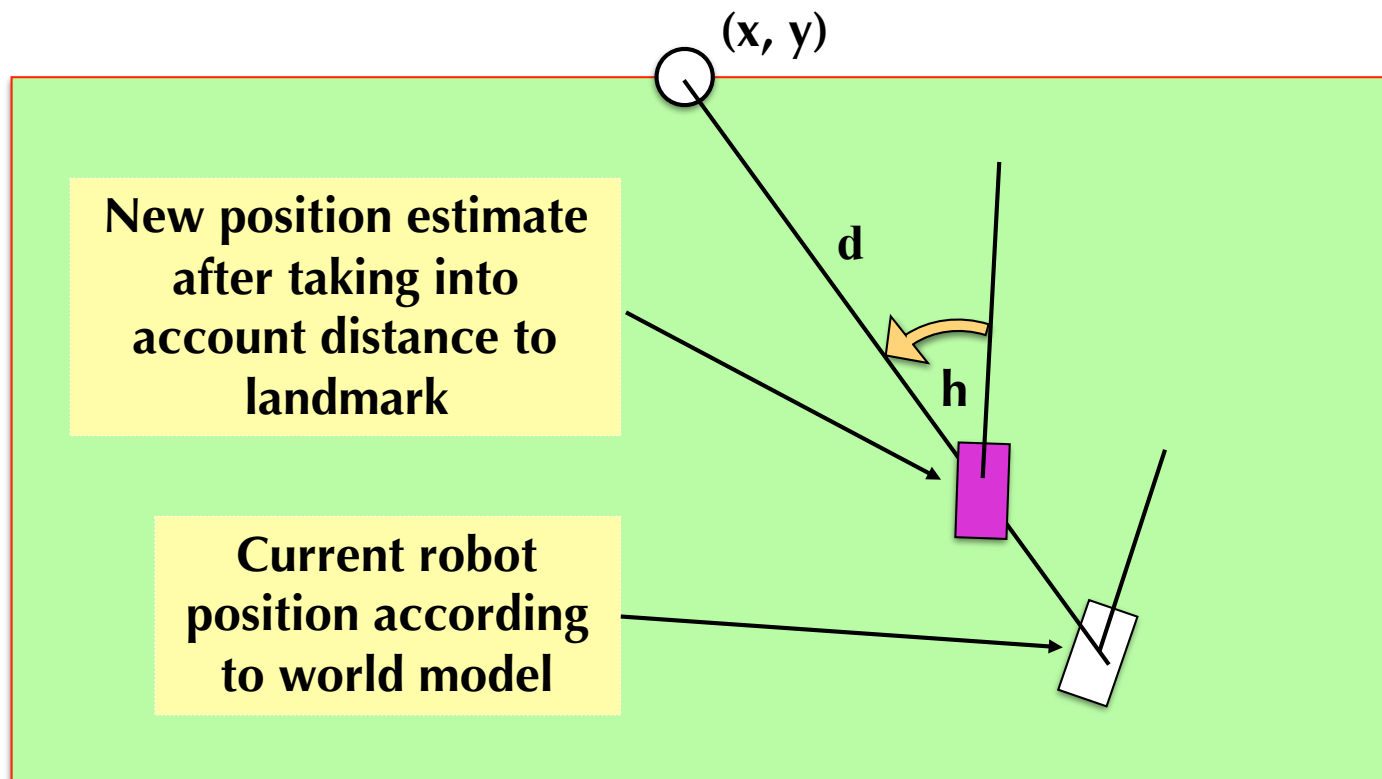 (x, y)
New position estimate
after taking into
account distance to
landmark
d
h
Current robot
position according
to world model